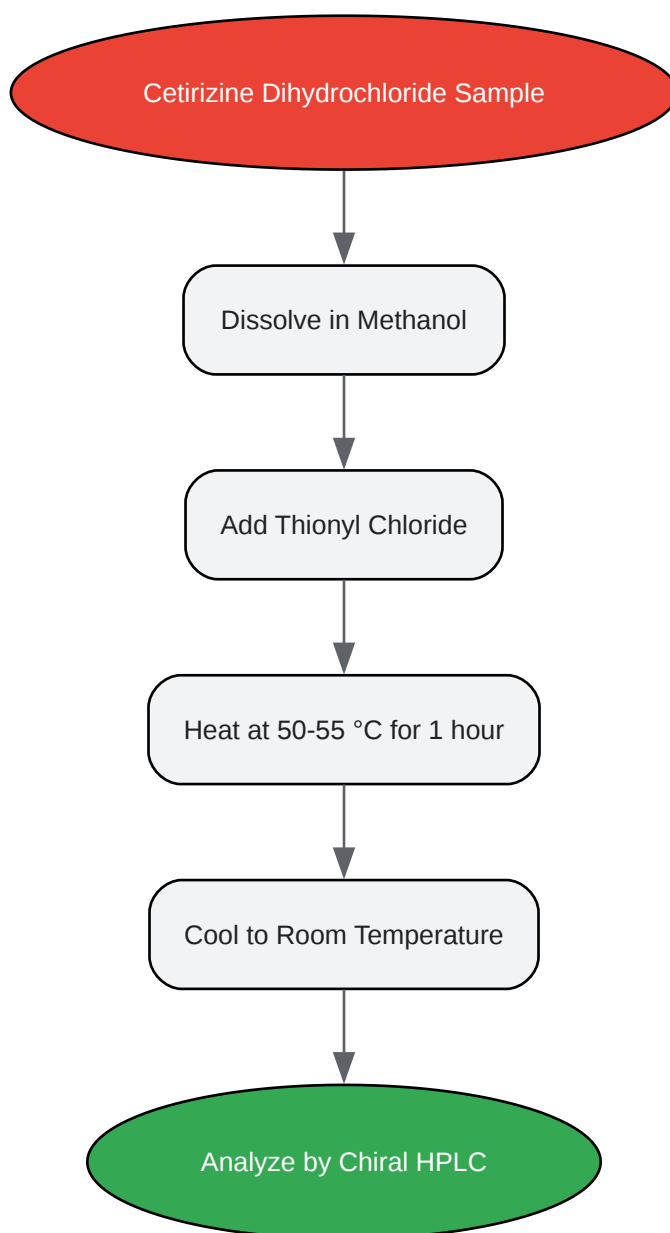 Cetirizine Dihydrochloride Sample
Dissolve in Methanol
Add Thionyl Chloride
Heat at 50-55 °C for 1 hour
Cool to Room Temperature
Analyze by Chiral HPLC